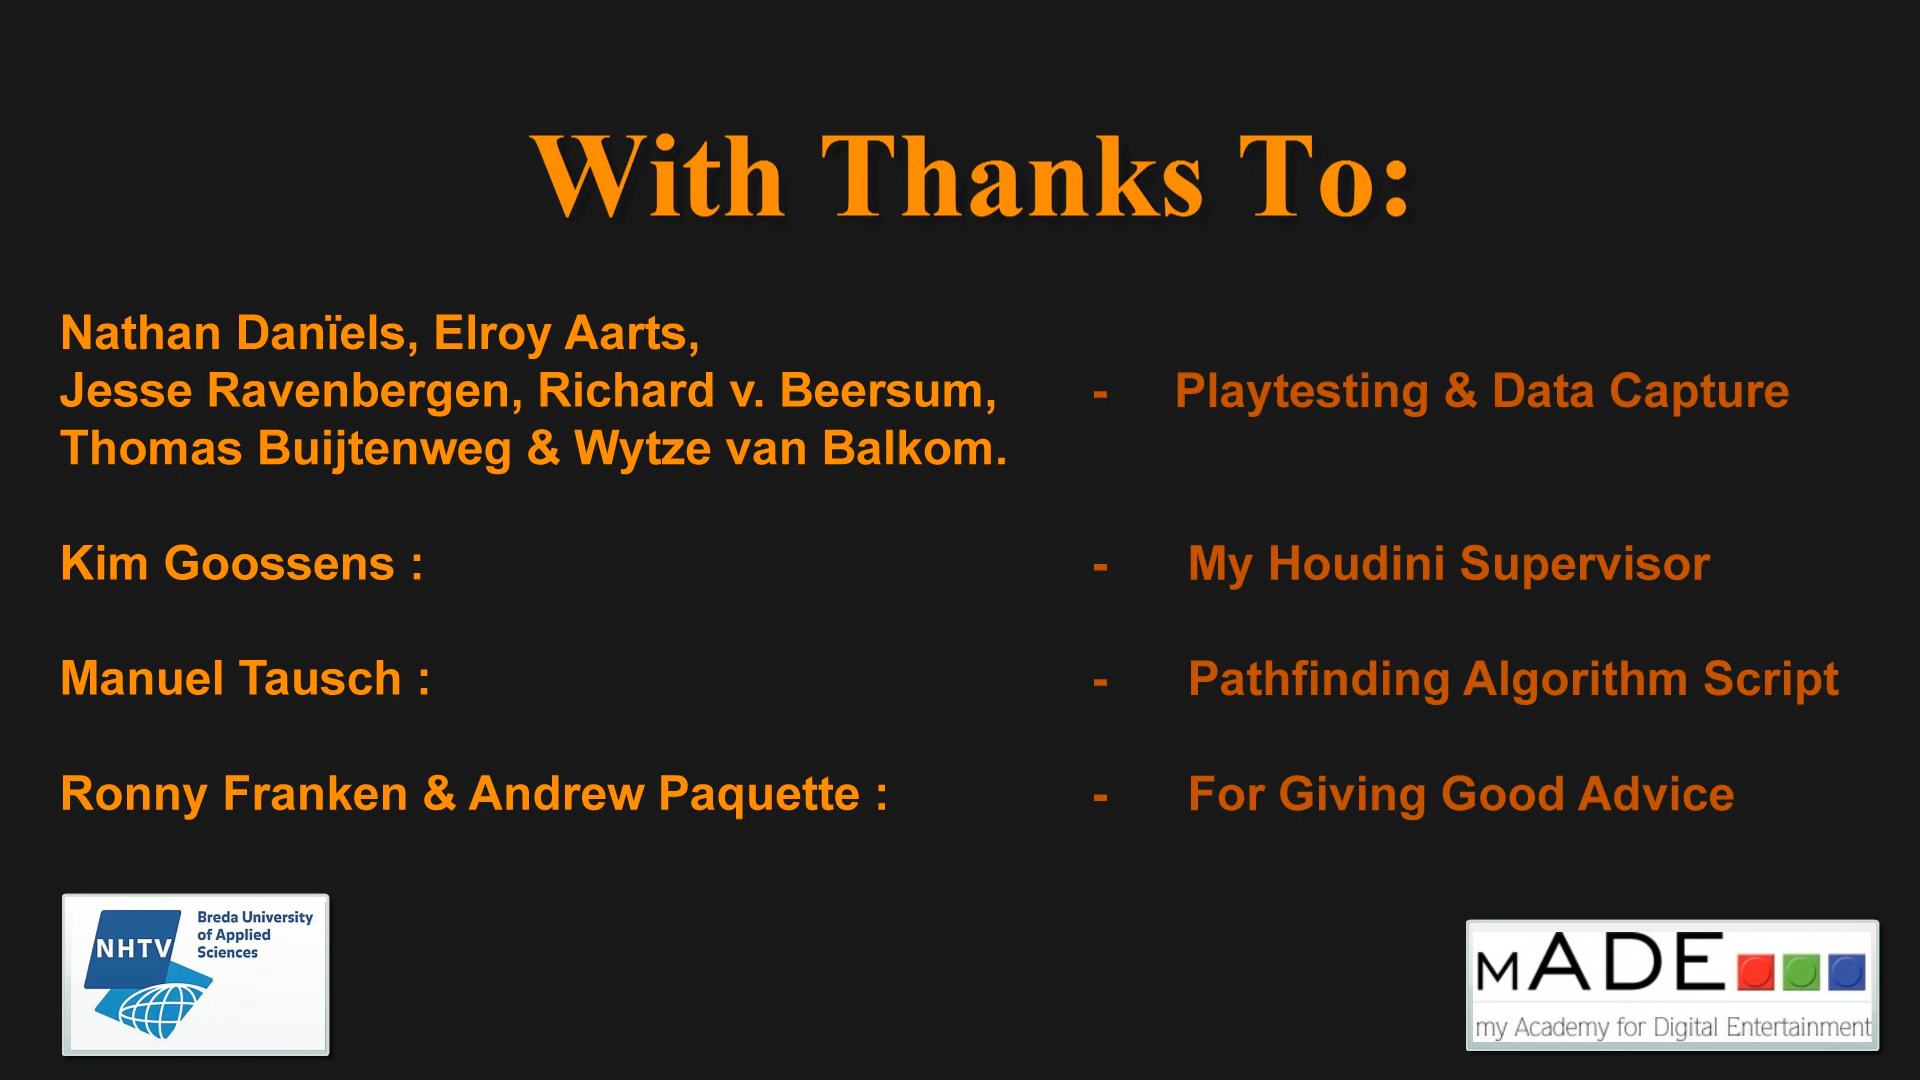 With Thanks To:
Nathan Danïels, Elroy Aarts,
Jesse Ravenbergen, Richard v. Beersum, - Playtesting & Data Capture
Thomas Buijtenweg & Wytze van Balkom.
Kim Goossens : - My Houdini Supervisor
Manuel Tausch : - Pathfinding Algorithm Script
Ronny Franken & Andrew Paquette : - For Giving Good Advice
NHTV
Breda University
of Applied
Sciences
mADE
my Academy for Digital Entertainment